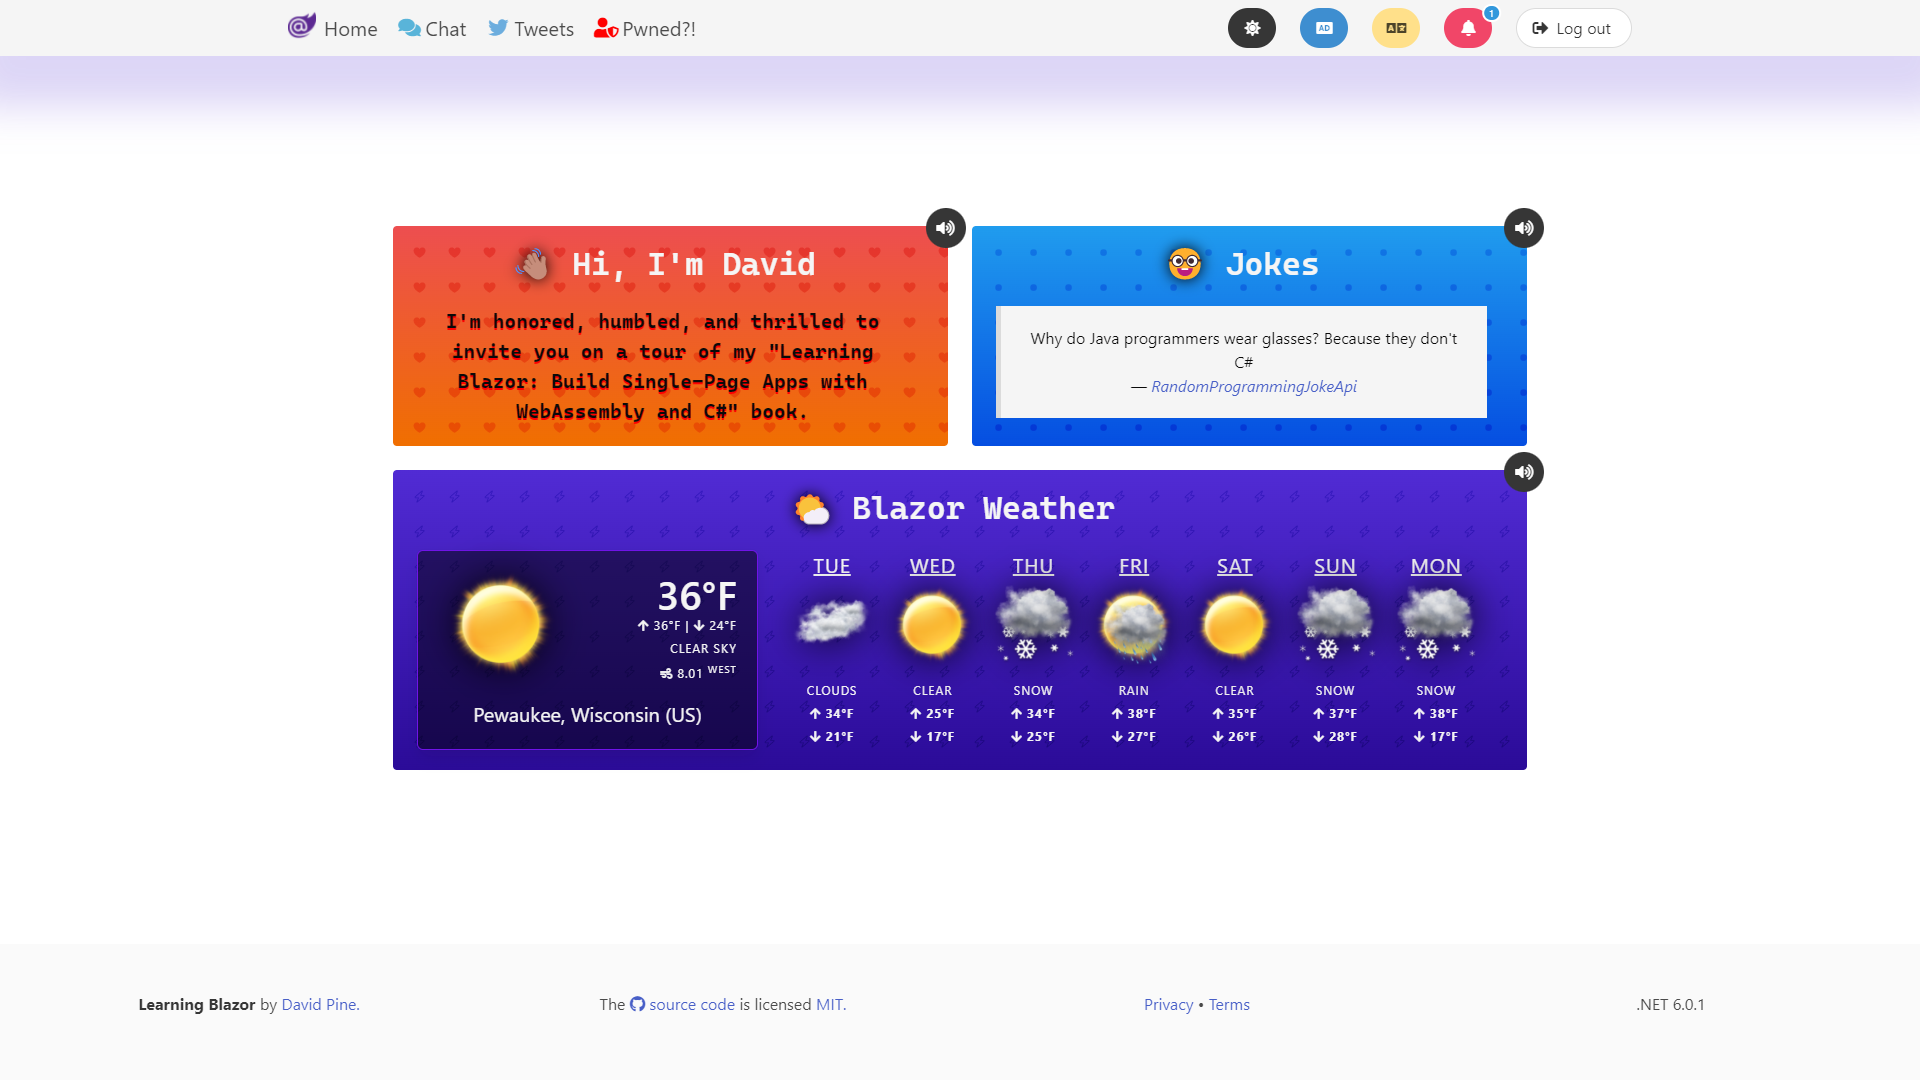 Home Chat Tweets Pwned?! AD 1 Log out
Hi, I'm David
I'm honored, humbled, and thrilled to
invite you on a tour of my "Learning
Blazor: Build Single-Page Apps with
WebAssembly and C#" book.
Jokes
Why do Java programmers wear glasses? Because they don't
C#
— RandomProgrammingJokeApi
Blazor Weather
36°F
36°F | 24°F
CLEAR SKY
8.01 WEST
Pewaukee, Wisconsin (US)
TUE WED THU FRI SAT SUN MON
CLOUDS CLEAR SNOW RAIN CLEAR SNOW SNOW
34°F 25°F 34°F 38°F 35°F 37°F 38°F
21°F 17°F 25°F 27°F 26°F 28°F 17°F
Learning Blazor by David Pine. The source code is licensed MIT. Privacy • Terms .NET 6.0.1